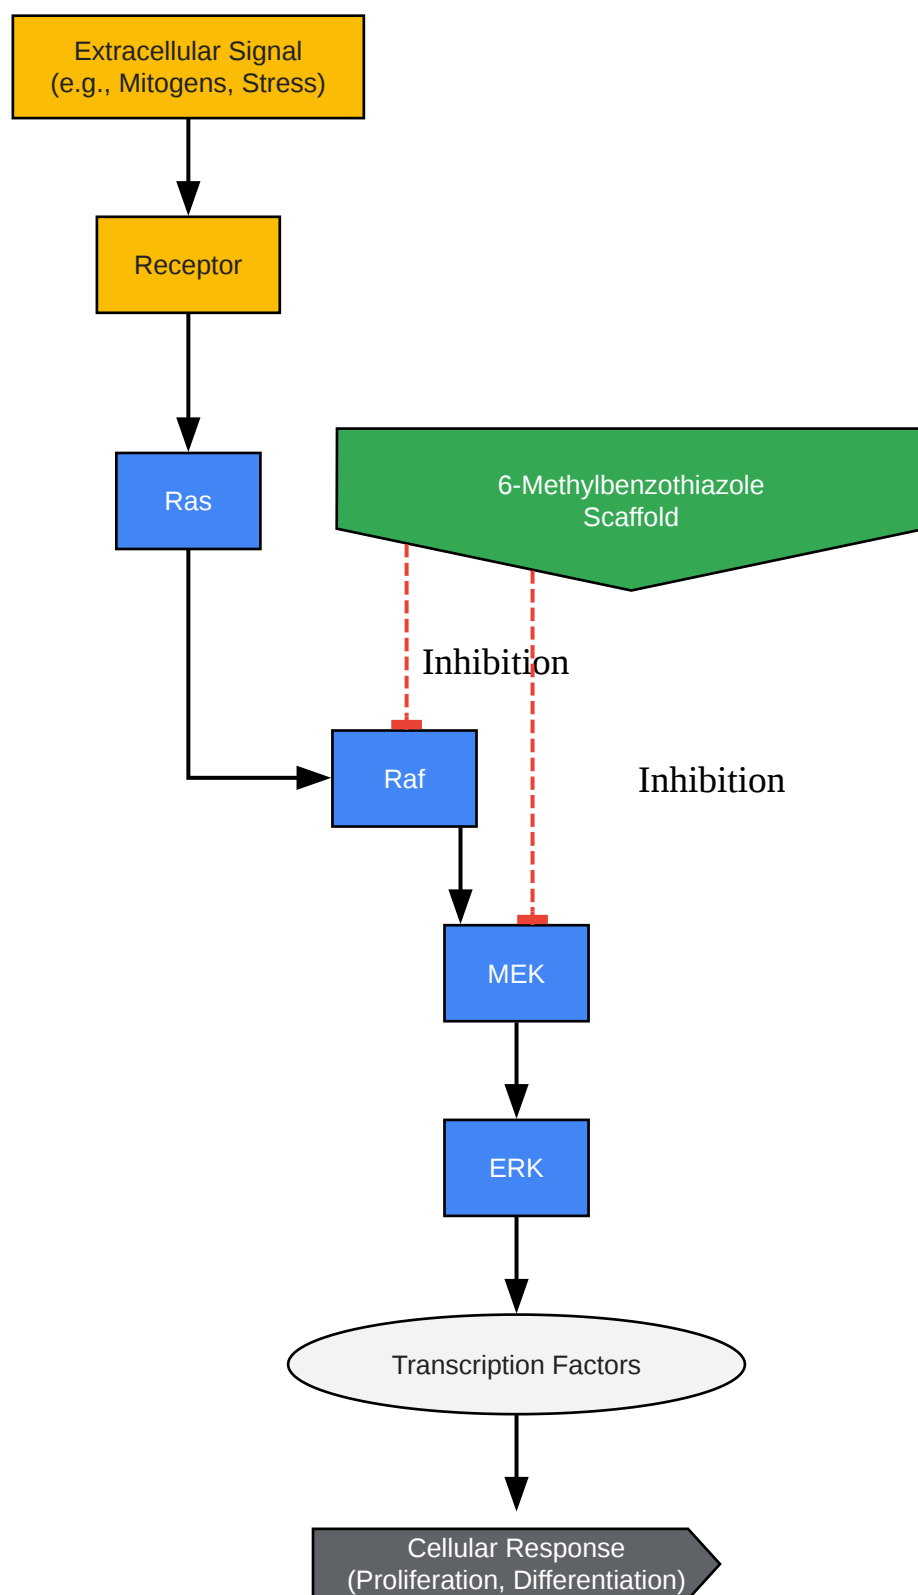 Extracellular Signal
(e.g., Mitogens, Stress)
Receptor
Ras
6-Methylbenzothiazole
Scaffold
Inhibition
Raf
Inhibition
MEK
ERK
Transcription Factors
Cellular Response
(Proliferation, Differentiation)